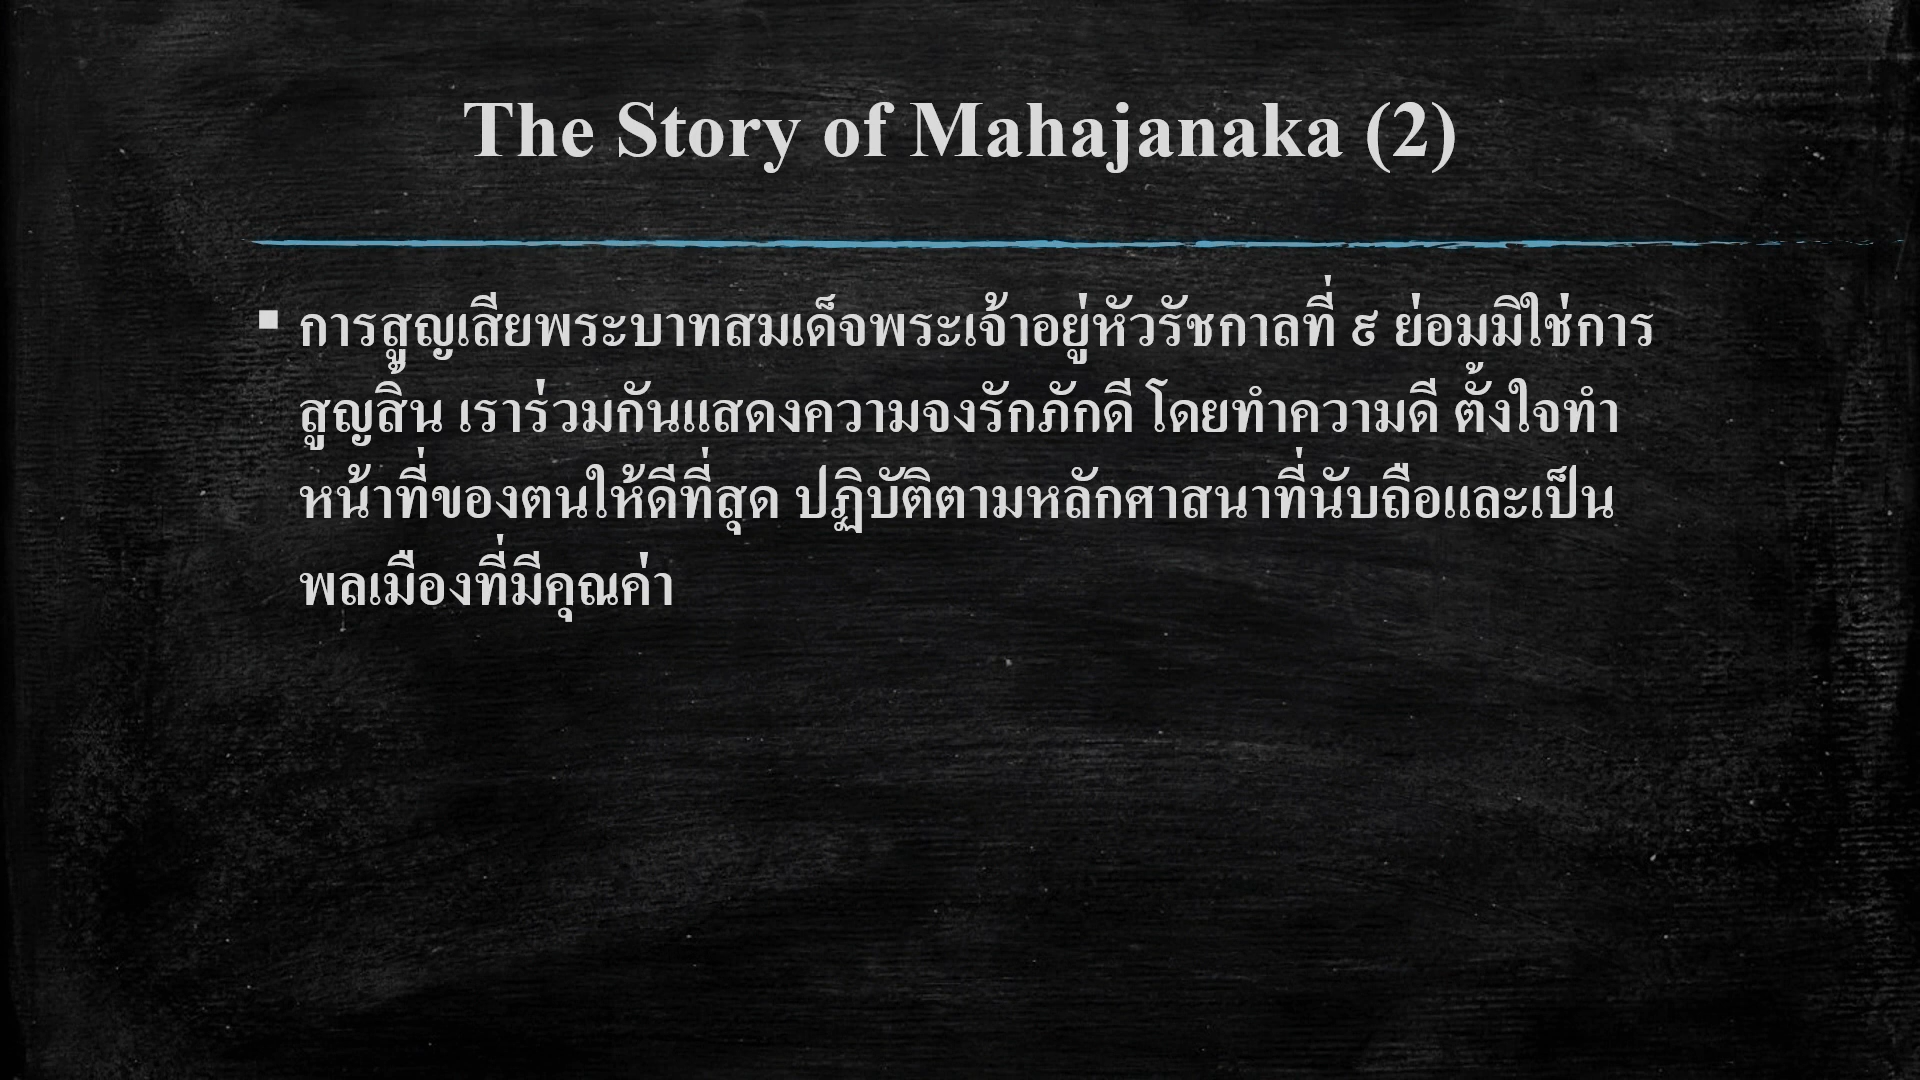 The Story of Mahajanaka (2)
▪ การสูญเสียพระบาทสมเด็จพระเจ้าอยู่หัวรัชกาลที่ ๙ ย่อมมิใช่การ
สูญสิ้น เราร่วมกันแสดงความจงรักภักดี โดยทำความดี ตั้งใจทำ
หน้าที่ของตนให้ดีที่สุด ปฏิบัติตามหลักศาสนาที่นับถือและเป็น
พลเมืองที่มีคุณค่า